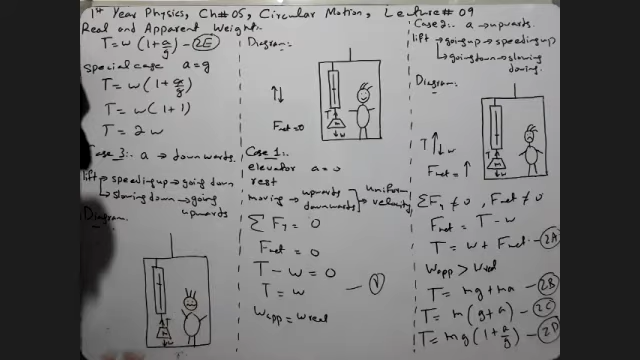 1st Year Physics, Ch#05, Circular Motion, Lecture# 09
Real and Apparent Weight:-
T = w (1 + a/g) - 2E
special case a = g
T = w (1 + g/g)
T = w (1 + 1)
T = 2 w
Case 3:- a → downwards.
lift → speeding up → going down
→ slowing down → going upwards
Diagram:-
T
m
↓w
Diagram:-
↑↓
Fnet = 0
T
m
↓w
Case 1:-
elevator a = 0
rest
moving → upwards
downwards → uniform velocity
∑ Fy = 0
Fnet = 0
T - w = 0
T = w — 1
wapp = wreal
Case 2:- a → upwards.
lift → going up → speeding up
→ going down → slowing down.
Diagram:-
T ↑ ↓ w
Fnet = ↑
T
m
↓w
∑ Fy ≠ 0, Fnet ≠ 0
Fnet = T - w
T = w + Fnet - 2A
wapp > wreal
T = mg + ma - 2B
T = m (g + a) - 2C
T = mg (1 + a/g) - 2D